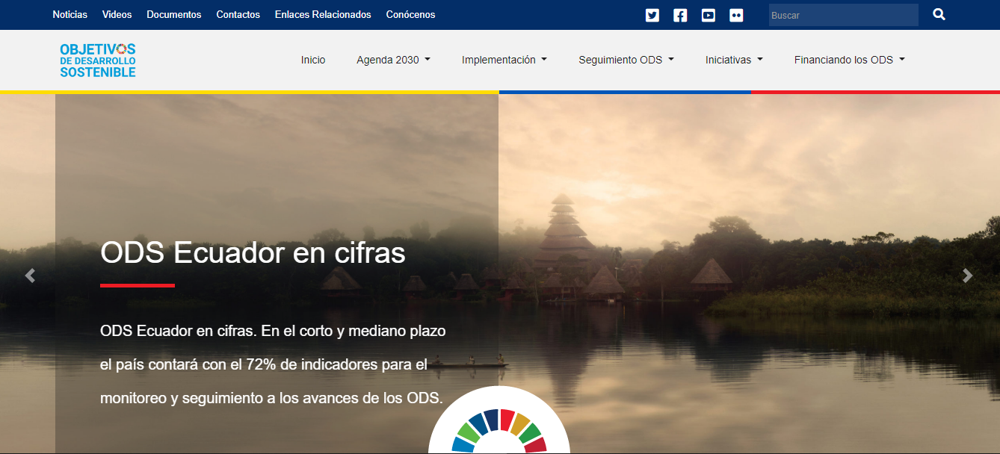 Noticias Videos Documentos Contactos Enlaces Relacionados Conócenos Buscar
OBJETIVOS
DE DESARROLLO
SOSTENIBLE
Inicio Agenda 2030 Implementación Seguimiento ODS Iniciativas Financiando los ODS
ODS Ecuador en cifras
ODS Ecuador en cifras. En el corto y mediano plazo
el país contará con el 72% de indicadores para el
monitoreo y seguimiento a los avances de los ODS.